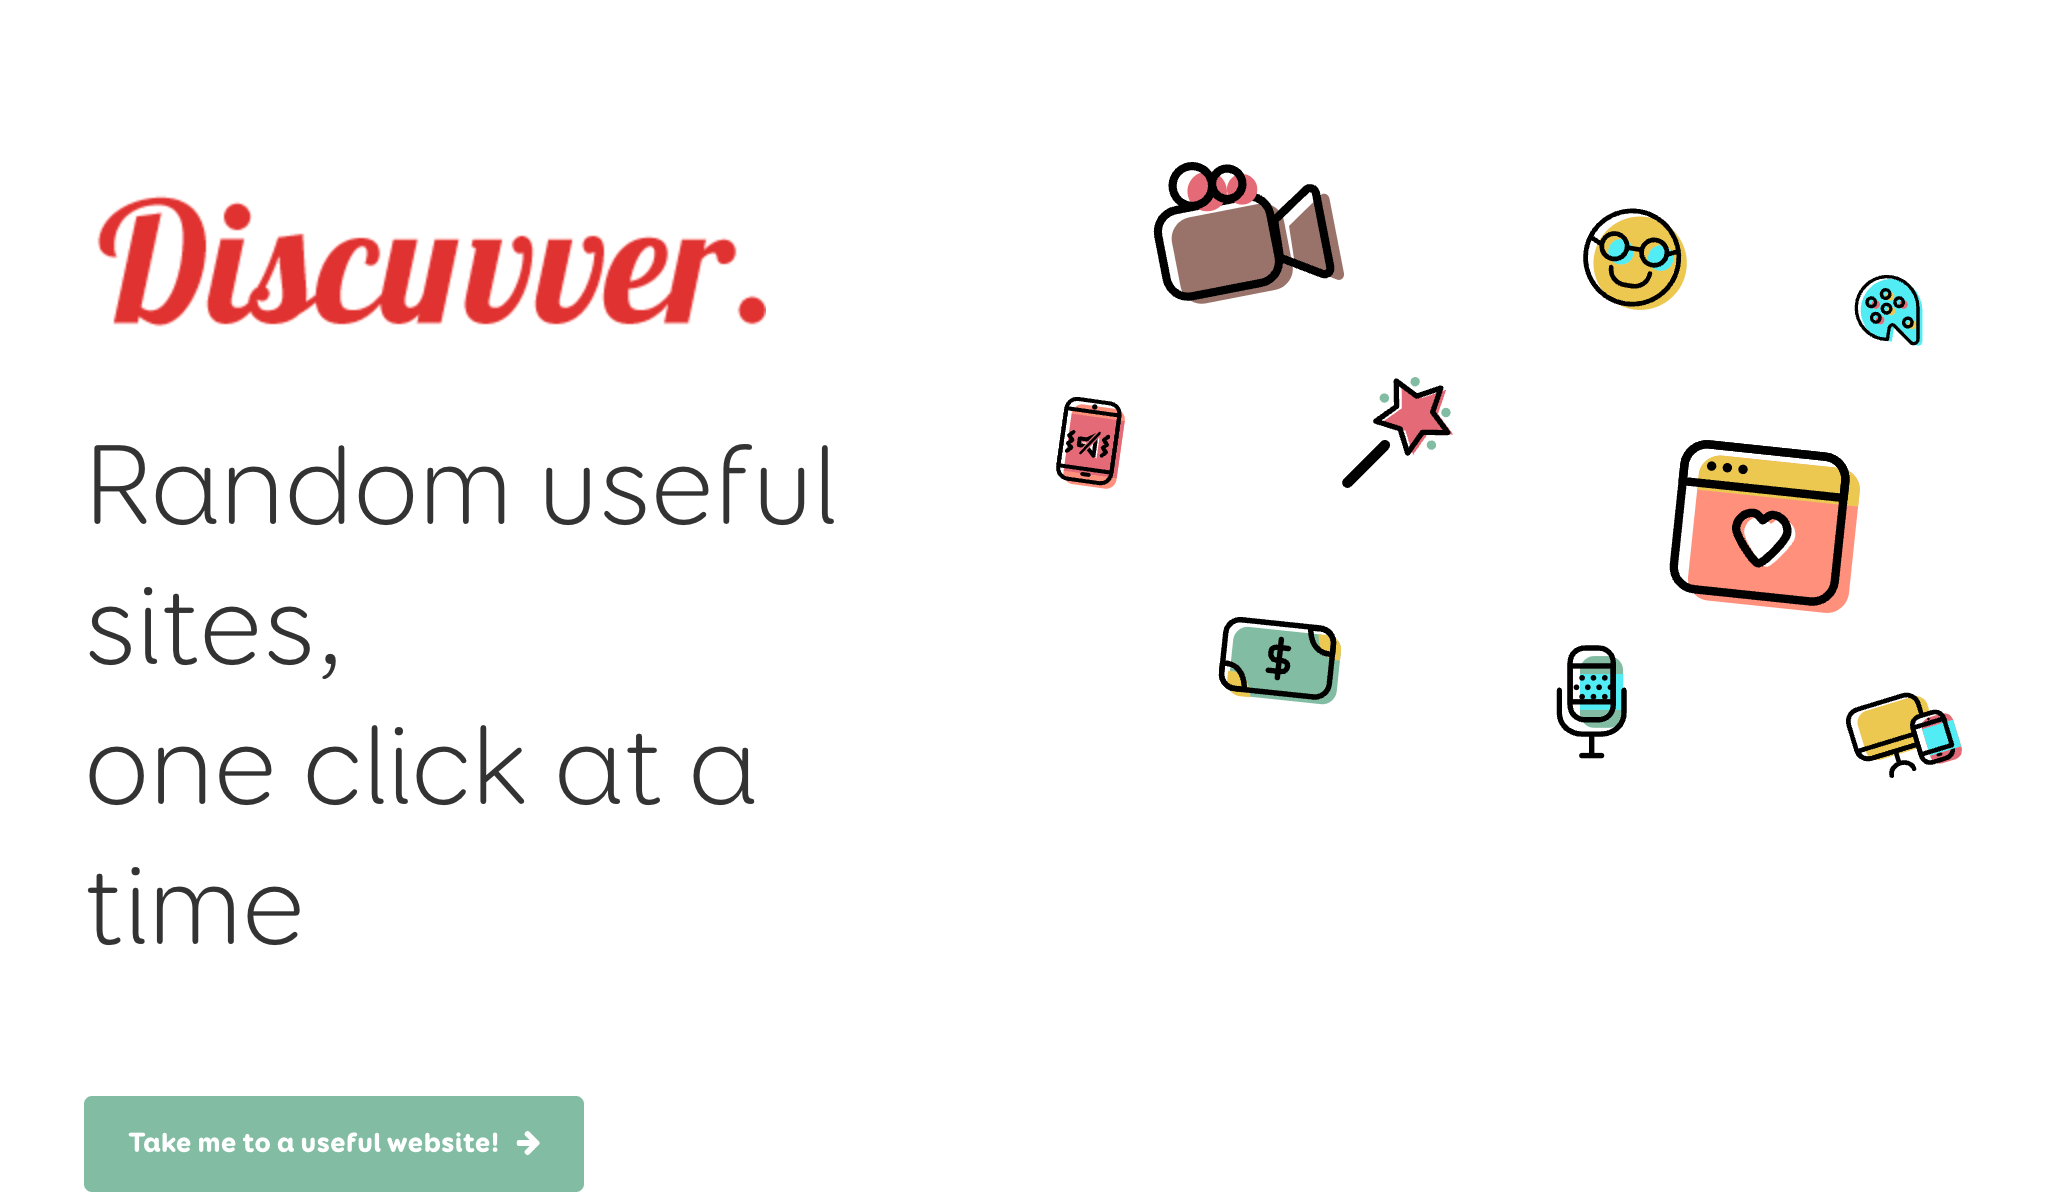 Discuvver.
Random useful
sites,
one click at a
time
$
Take me to a useful website!